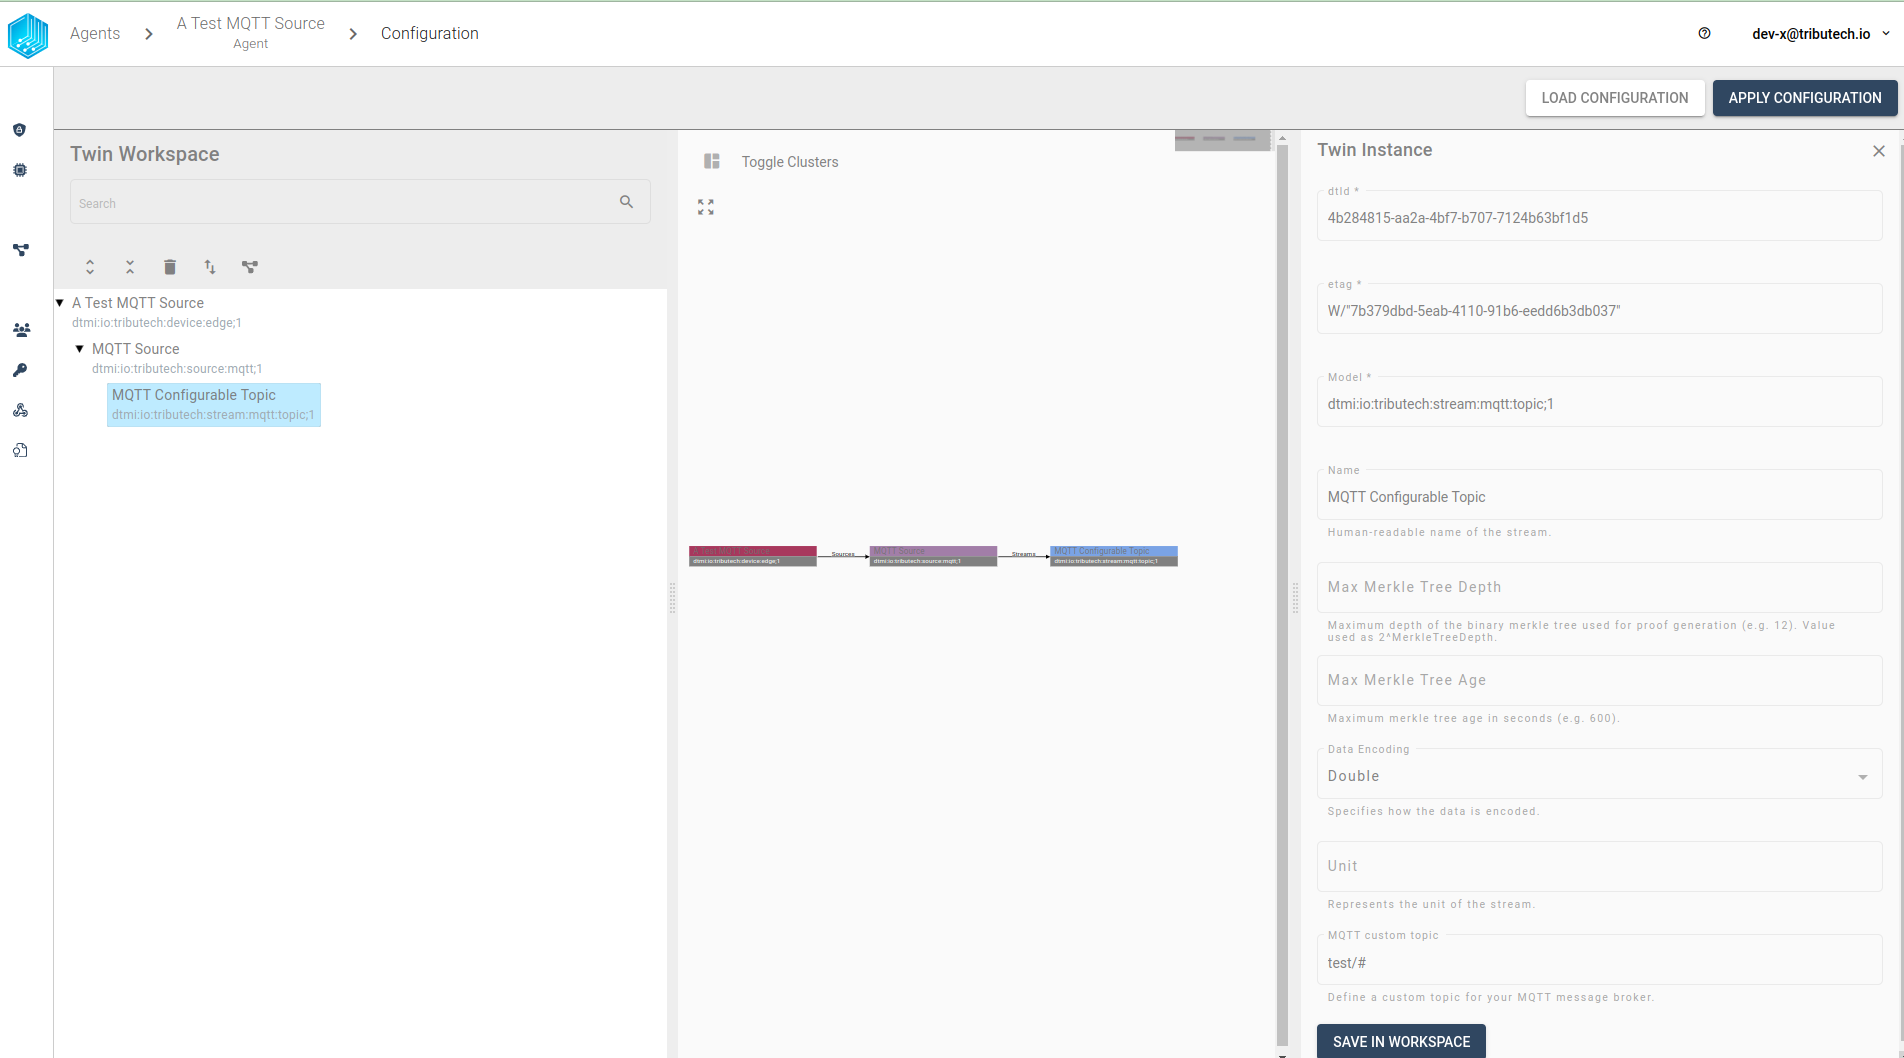 Agents
A Test MQTT Source
Agent
Configuration
dev-x@tributech.io
LOAD CONFIGURATION
APPLY CONFIGURATION
Twin Workspace
Search
A Test MQTT Source
dtmi:io:tributech:device:edge;1
MQTT Source
dtmi:io:tributech:source:mqtt;1
MQTT Configurable Topic
dtmi:io:tributech:stream:mqtt:topic;1
Toggle Clusters
A Test MQTT Source
dtmi:io:tributech:device:edge;1
Sources
MQTT Source
dtmi:io:tributech:source:mqtt;1
Streams
MQTT Configurable Topic
dtmi:io:tributech:stream:mqtt:topic;1
Twin Instance
dtId *
4b284815-aa2a-4bf7-b707-7124b63bf1d5
etag *
W/"7b379dbd-5eab-4110-91b6-eedd6b3db037"
Model *
dtmi:io:tributech:stream:mqtt:topic;1
Name
MQTT Configurable Topic
Human-readable name of the stream.
Max Merkle Tree Depth
Maximum depth of the binary merkle tree used for proof generation (e.g. 12). Value
used as 2^MerkleTreeDepth.
Max Merkle Tree Age
Maximum merkle tree age in seconds (e.g. 600).
Data Encoding
Double
Specifies how the data is encoded.
Unit
Represents the unit of the stream.
MQTT custom topic
test/#
Define a custom topic for your MQTT message broker.
SAVE IN WORKSPACE